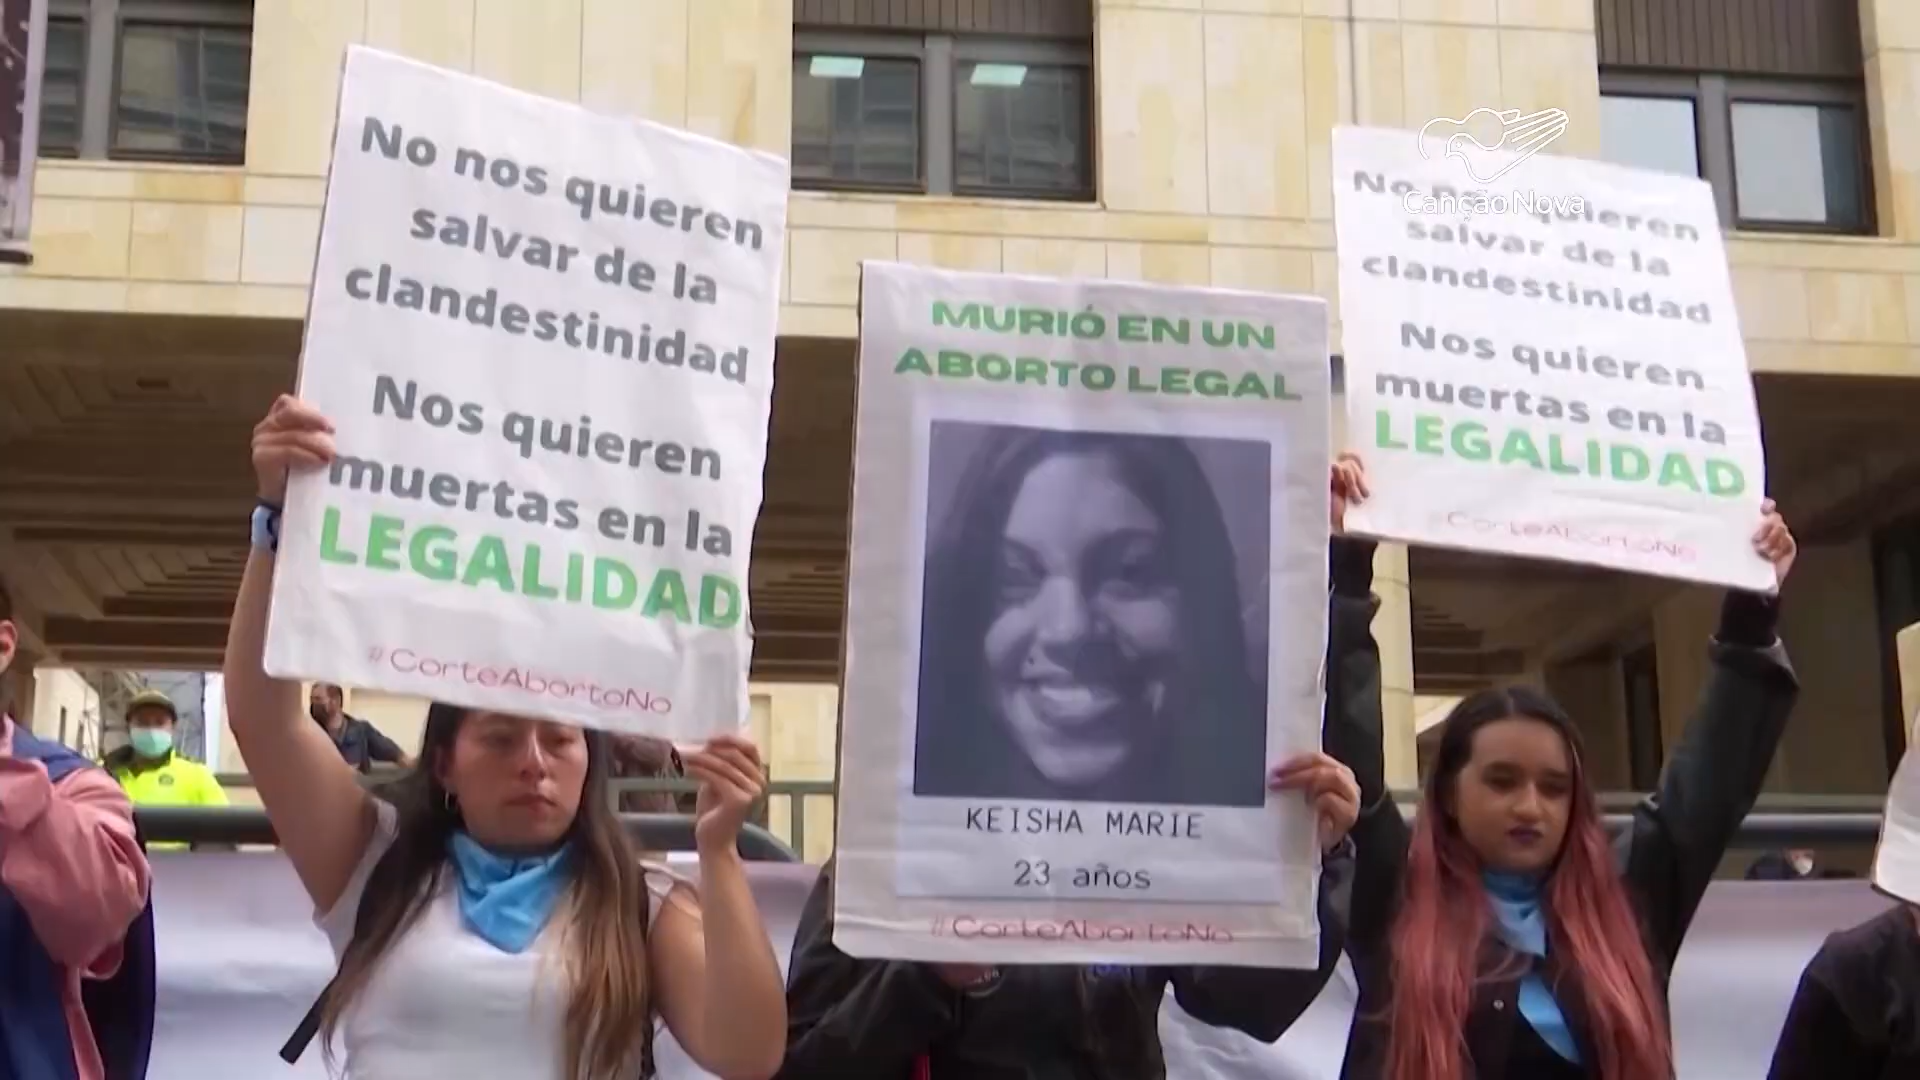 No nos quieren
salvar de la
clandestinidad
Nos quieren
muertas en la
LEGALIDAD
#CorteAbortoNo
MURIÓ EN UN
ABORTO LEGAL
KEISHA MARIE
23 años
#CorteAbortoNo
Canção Nova
No nos quieren
salvar de la
clandestinidad
Nos quieren
muertas en la
LEGALIDAD
CorteAbortoNo